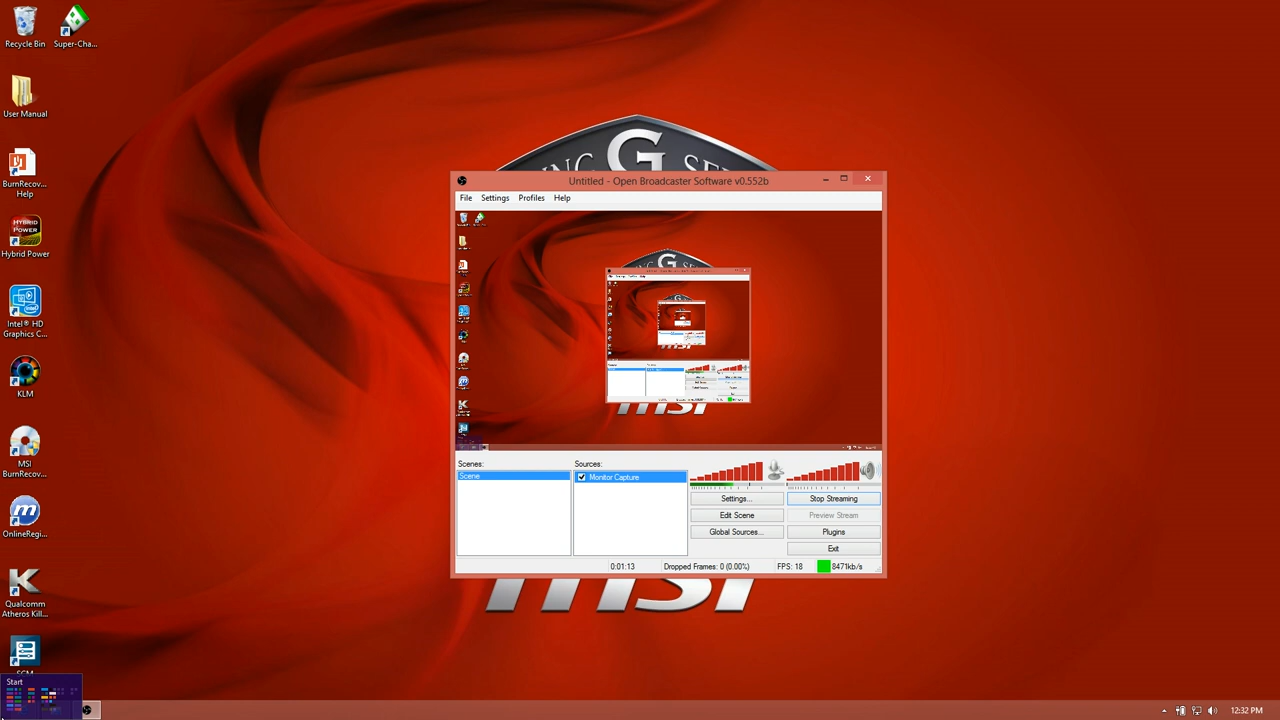 Recycle Bin
Super-Cha...
User Manual
BurnRecov...
Help
HYBRID
POWER
Hybrid Power
Intel® HD
Graphics C...
KLM
MSI
BurnRecov...
OnlineRegi...
Qualcomm
Atheros Kill...
SCM
Start
G
msi
Untitled - Open Broadcaster Software v0.552b
File Settings Profiles Help
Scenes:
Scene
Sources:
Monitor Capture
Settings...
Stop Streaming
Edit Scene
Preview Stream
Global Sources...
Plugins
Exit
0:01:13
Dropped Frames: 0 (0.00%)
FPS: 18
8471kb/s
12:32 PM